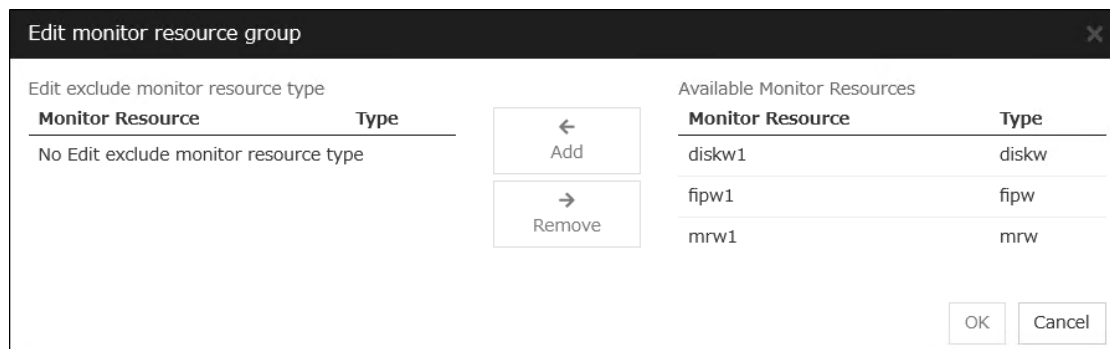 Edit monitor resource group
Edit exclude monitor resource type
Monitor Resource Type
No Edit exclude monitor resource type
Add
Remove
Available Monitor Resources
Monitor Resource Type
diskw1 diskw
fipw1 fipw
mrw1 mrw
OK Cancel